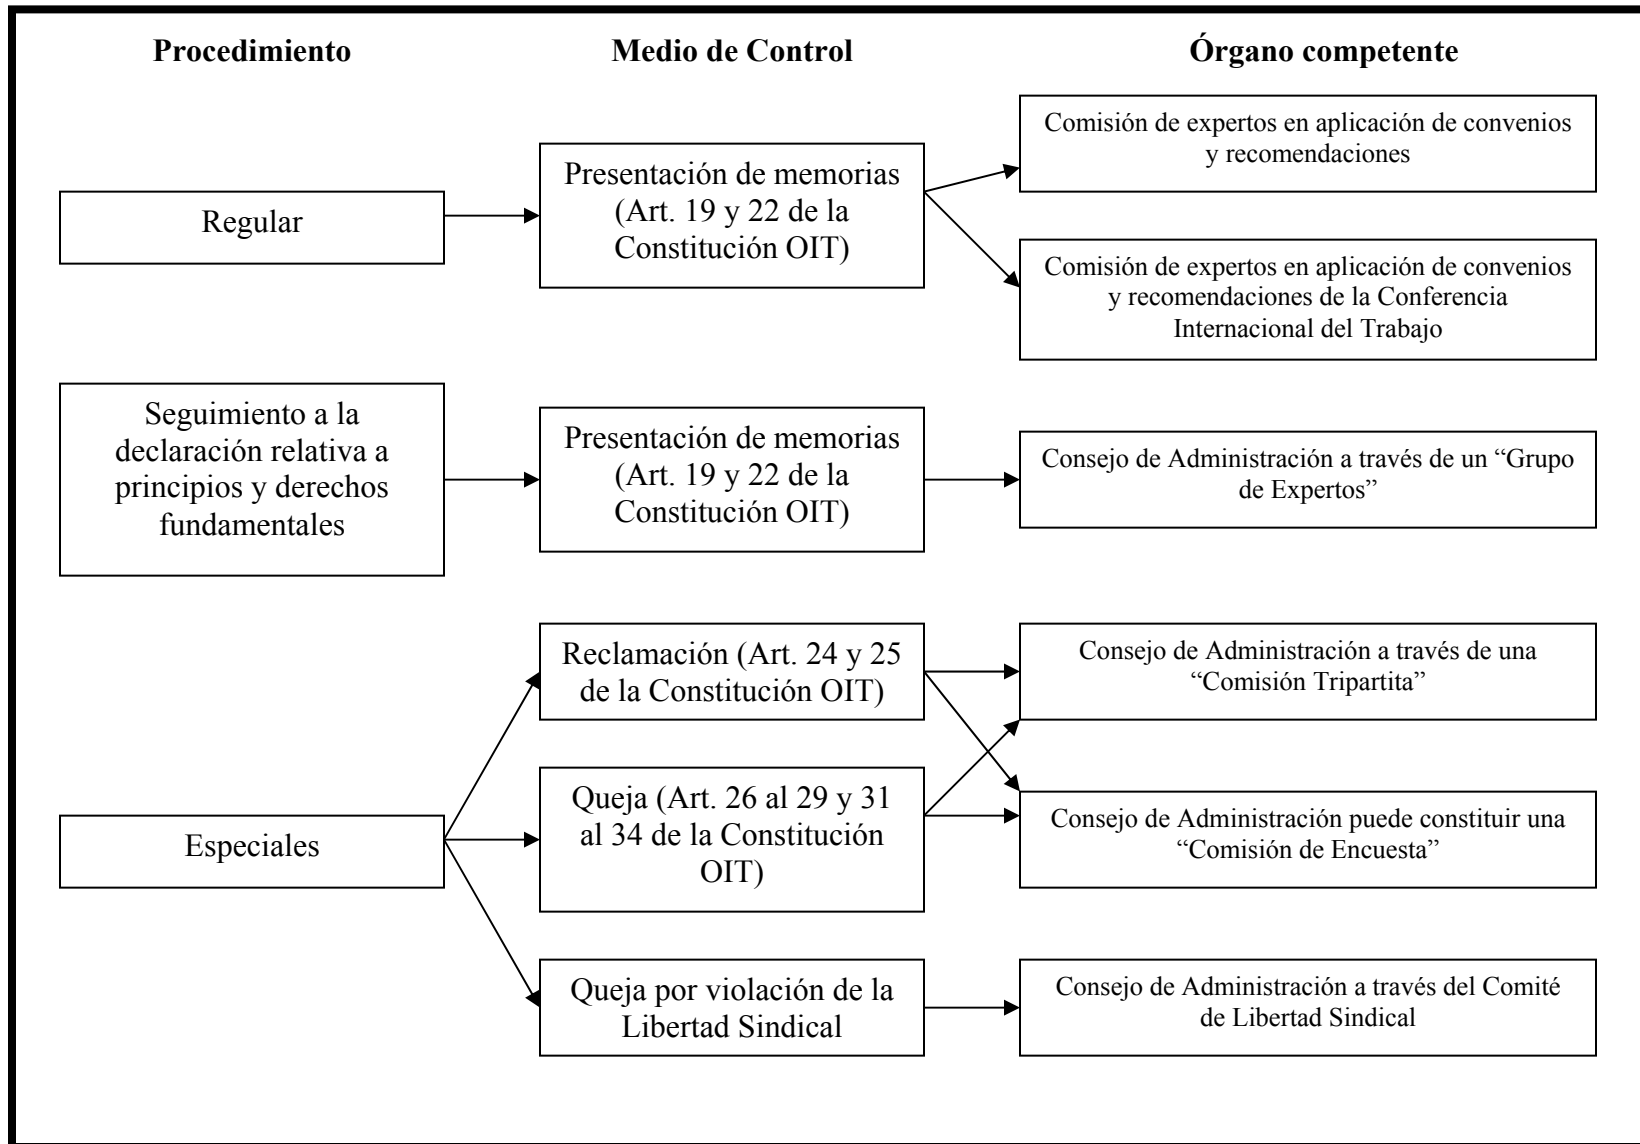 Procedimiento Medio de Control Órgano competente
Comisión de expertos en aplicación de convenios
y recomendaciones
Presentación de memorias
(Art. 19 y 22 de la
Constitución OIT)
Regular
Comisión de expertos en aplicación de convenios
y recomendaciones de la Conferencia
Internacional del Trabajo
Seguimiento a la
declaración relativa a
principios y derechos
fundamentales
Presentación de memorias
(Art. 19 y 22 de la
Constitución OIT)
Consejo de Administración a través de un “Grupo
de Expertos”
Reclamación (Art. 24 y 25
de la Constitución OIT)
Consejo de Administración a través de una
“Comisión Tripartita”
Especiales
Queja (Art. 26 al 29 y 31
al 34 de la Constitución
OIT)
Consejo de Administración puede constituir una
“Comisión de Encuesta”
Queja por violación de la
Libertad Sindical
Consejo de Administración a través del Comité
de Libertad Sindical